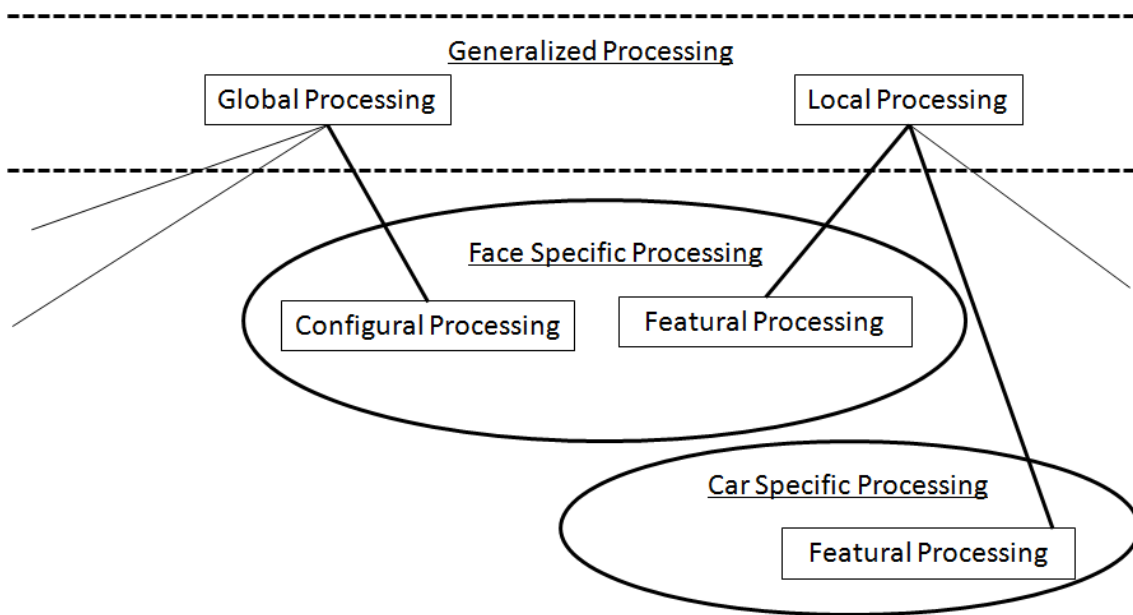 Generalized Processing
Global Processing
Local Processing
Face Specific Processing
Configural Processing
Featural Processing
Car Specific Processing
Featural Processing